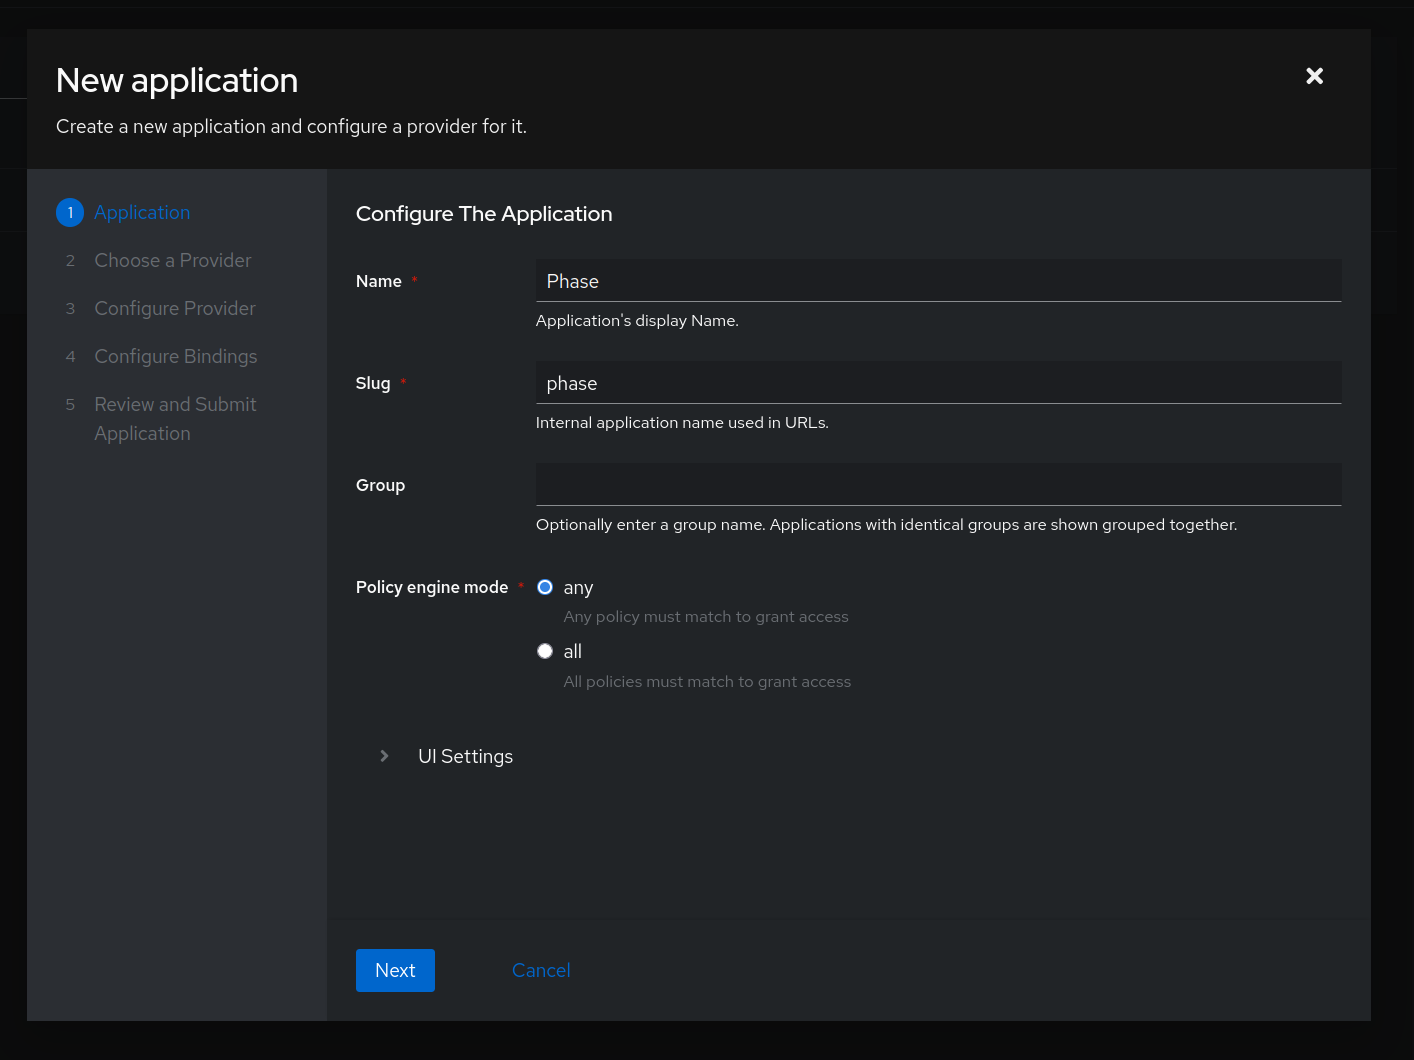 New application
Create a new application and configure a provider for it.
1 Application
2 Choose a Provider
3 Configure Provider
4 Configure Bindings
5 Review and Submit
Application
Configure The Application
Name * Phase
Application's display Name.
Slug * phase
Internal application name used in URLs.
Group
Optionally enter a group name. Applications with identical groups are shown grouped together.
Policy engine mode * any
Any policy must match to grant access
all
All policies must match to grant access
UI Settings
Next Cancel